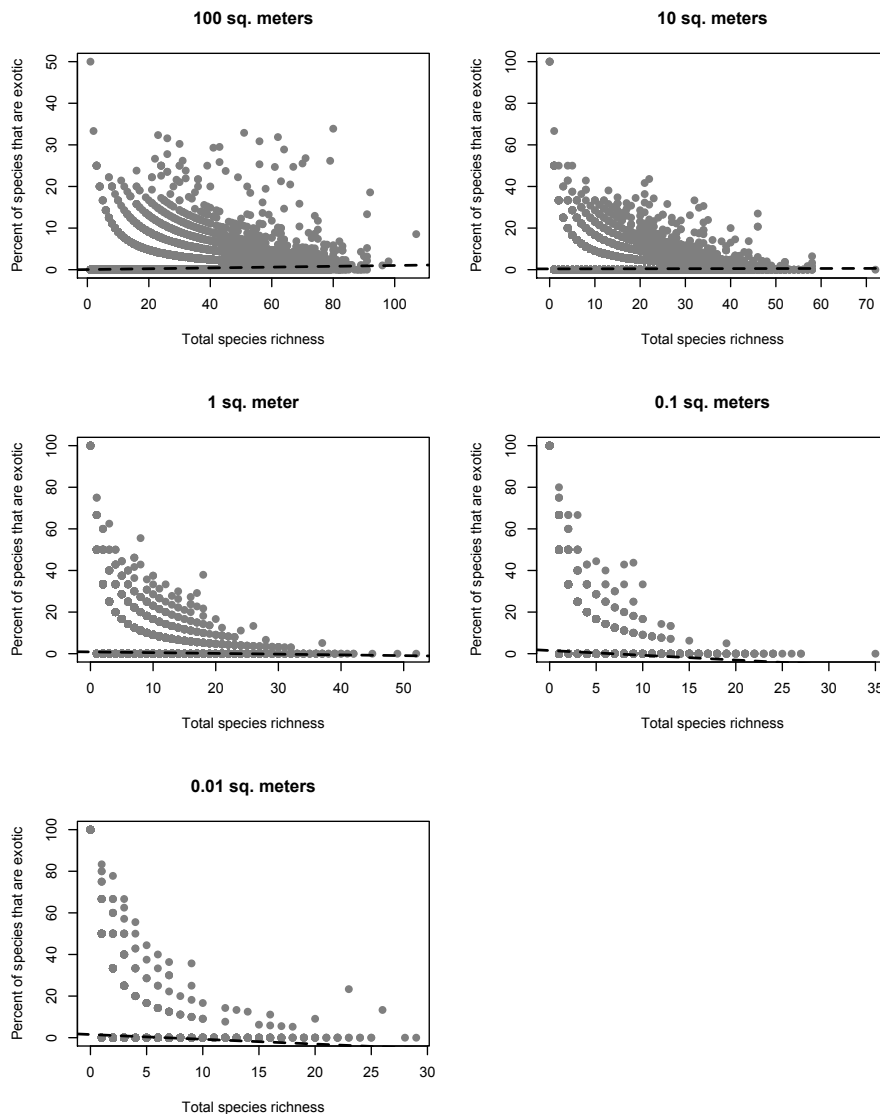 100 sq. meters
Percent of species that are exotic
50
40
30
20
10
0
0 20 40 60 80 100
Total species richness
10 sq. meters
Percent of species that are exotic
100
80
60
40
20
0
0 10 20 30 40 50 60 70
Total species richness
1 sq. meter
Percent of species that are exotic
100
80
60
40
20
0
0 10 20 30 40 50
Total species richness
0.1 sq. meters
Percent of species that are exotic
100
80
60
40
20
0
0 5 10 15 20 25 30 35
Total species richness
0.01 sq. meters
Percent of species that are exotic
100
80
60
40
20
0
0 5 10 15 20 25 30
Total species richness